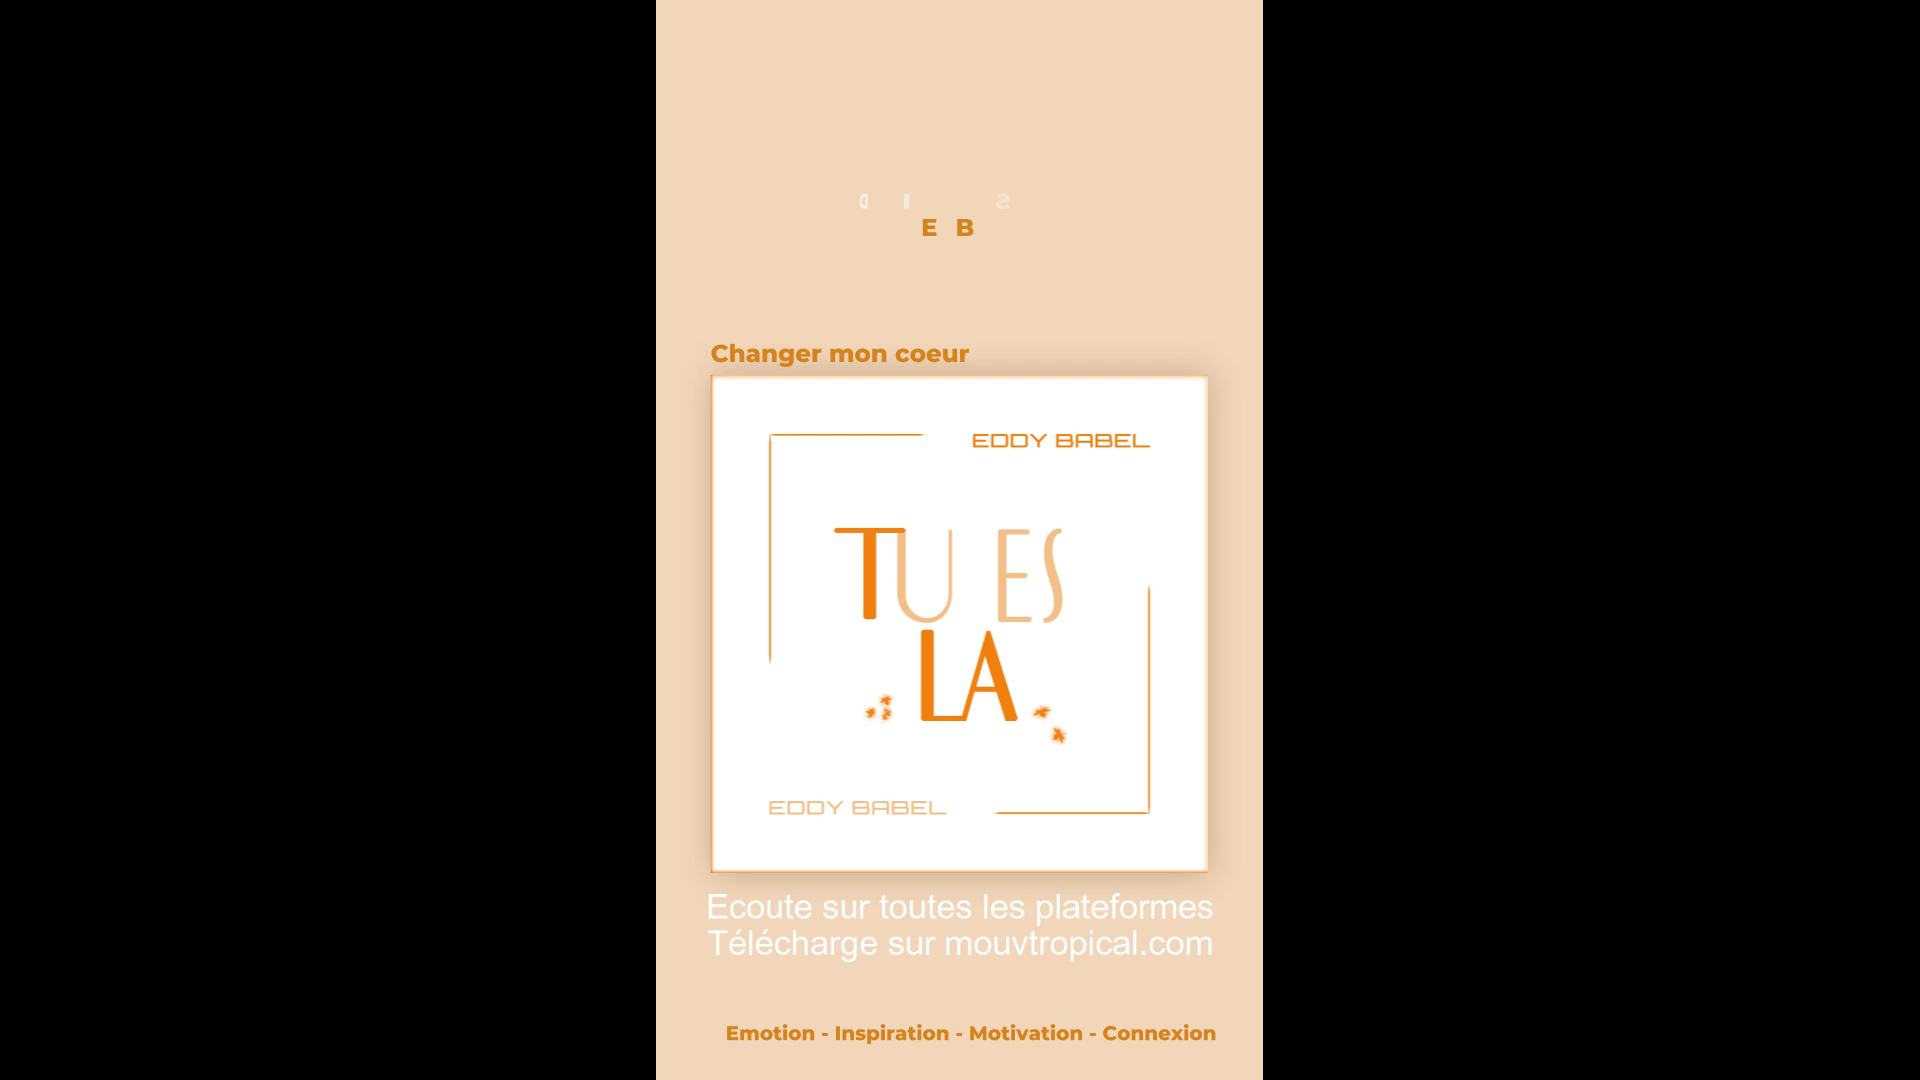 E B
Changer mon coeur
EDDY BABEL
TU ES
LA
EDDY BABEL
Ecoute sur toutes les plateformes
Télécharge sur mouvtropical.com
Emotion - Inspiration - Motivation - Connexion